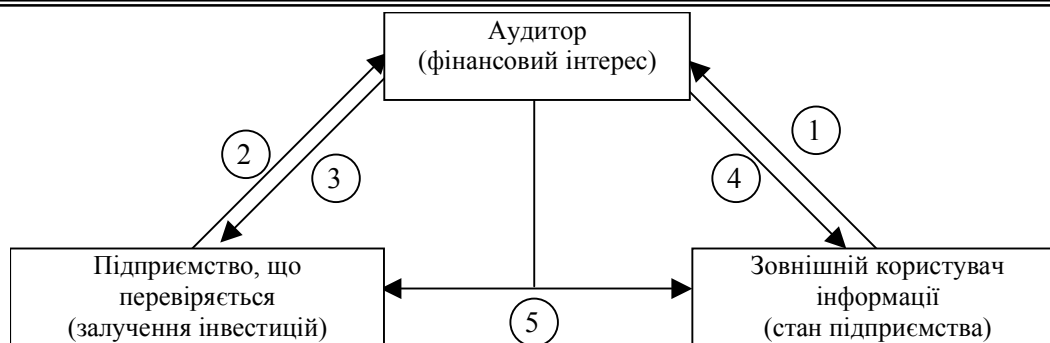 Аудитор
(фінансовий інтерес)
1
2
3
4
Підприємство, що
перевіряється
(залучення інвестицій)
Зовнішній користувач
інформації
(стан підприємства)
5